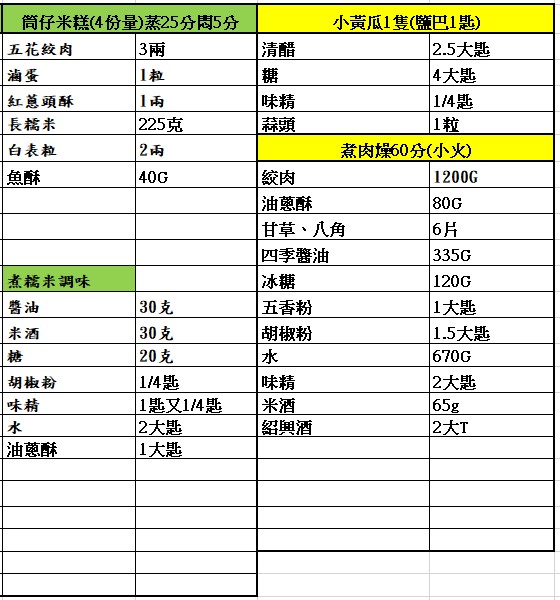 筒仔米糕(4份量)蒸25分悶5分
五花絞肉 3兩
滷蛋 1粒
紅蔥頭酥 1兩
長糯米 225克
白表粒 2兩
魚酥 40G
煮糯米調味
醬油 30克
米酒 30克
糖 20克
胡椒粉 1/4匙
味精 1匙又1/4匙
水 2大匙
油蔥酥 1大匙
小黃瓜1隻(鹽巴1匙)
清醋 2.5大匙
糖 4大匙
味精 1/4匙
蒜頭 1粒
煮肉燥60分(小火)
絞肉 1200G
油蔥酥 80G
甘草、八角 6片
四季醬油 335G
冰糖 120G
五香粉 1大匙
胡椒粉 1.5大匙
水 670G
味精 2大匙
米酒 65g
紹興酒 2大T